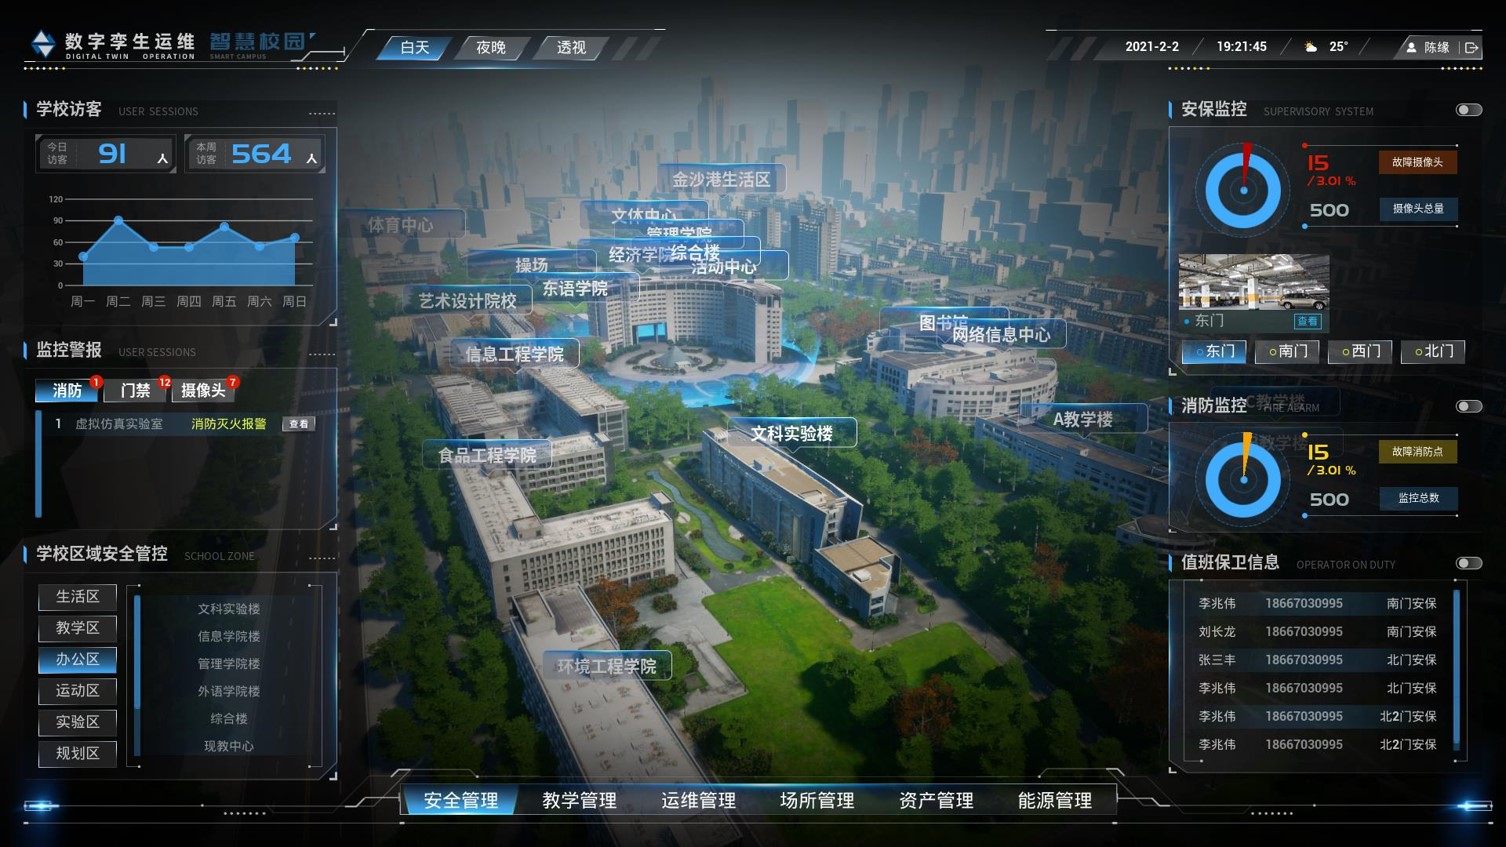 数字孪生运维 智慧校园
DIGITAL TWIN OPERATION SMART CAMPUS
白天 夜晚 透视
2021-2-2 19:21:45 25° 陈缘
学校访客 USER SESSIONS
今日访客 91 人
本周访客 564 人
120
90
60
30
0
周一 周二 周三 周四 周五 周六 周日
监控警报 USER SESSIONS
消防 1 门禁 12 摄像头 7
1 虚拟仿真实验室 消防灭火报警 查看
学校区域安全管控 SCHOOL ZONE
生活区
教学区
办公区
运动区
实验区
规划区
文科实验楼
信息学院楼
管理学院楼
外语学院楼
综合楼
现教中心
金沙港生活区
体育中心
文体中心
管理学院
经济学院
综合楼
活动中心
操场
东语学院
艺术设计院校
信息工程学院
图书馆
网络信息中心
A教学楼
文科实验楼
食品工程学院
环境工程学院
C教学楼
教学楼
安保监控 SUPERVISORY SYSTEM
15 故障摄像头
/3.01 %
500 摄像头总量
东门 查看
东门 南门 西门 北门
消防监控 FIRE ALARM
15 故障消防点
/3.01 %
500 监控总数
值班保卫信息 OPERATOR ON DUTY
李兆伟 18667030995 南门安保
刘长龙 18667030995 南门安保
张三丰 18667030995 北门安保
李兆伟 18667030995 北门安保
李兆伟 18667030995 北2门安保
李兆伟 18667030995 北2门安保
安全管理 教学管理 运维管理 场所管理 资产管理 能源管理